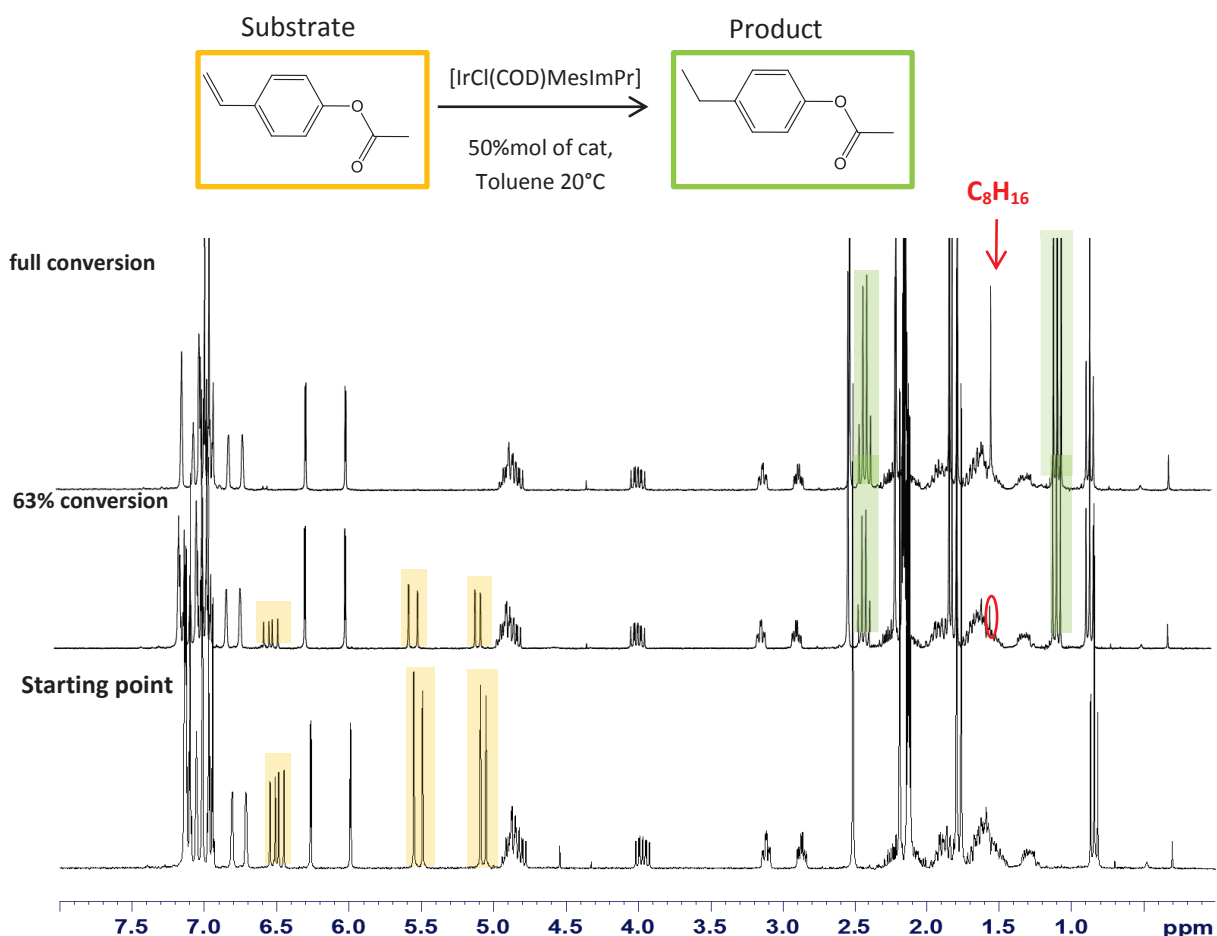 Substrate
Product
[IrCl(COD)MesImPr]
50%mol of cat,
Toluene 20°C
O
O
O
O
C₈H₁₆
full conversion
63% conversion
Starting point
7.5 7.0 6.5 6.0 5.5 5.0 4.5 4.0 3.5 3.0 2.5 2.0 1.5 1.0 ppm